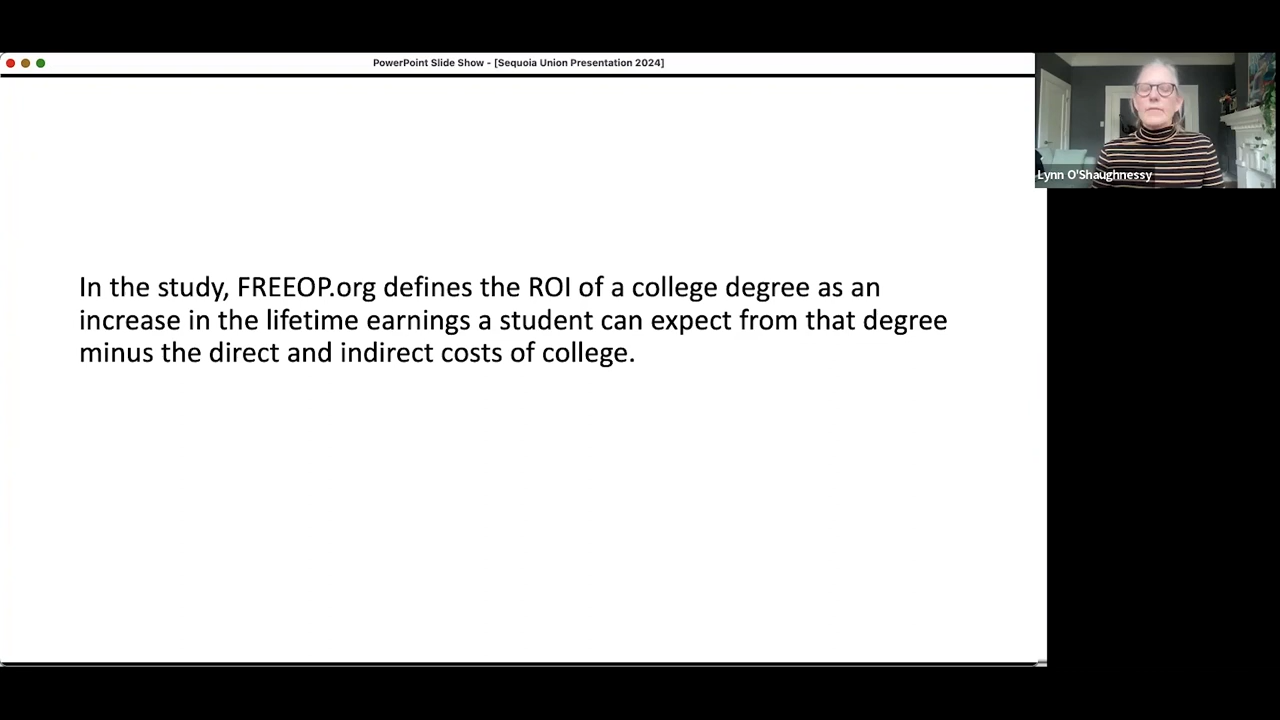 PowerPoint Slide Show - [Sequoia Union Presentation 2024]
Lynn O'Shaughnessy
In the study, FREEOP.org defines the ROI of a college degree as an
increase in the lifetime earnings a student can expect from that degree
minus the direct and indirect costs of college.